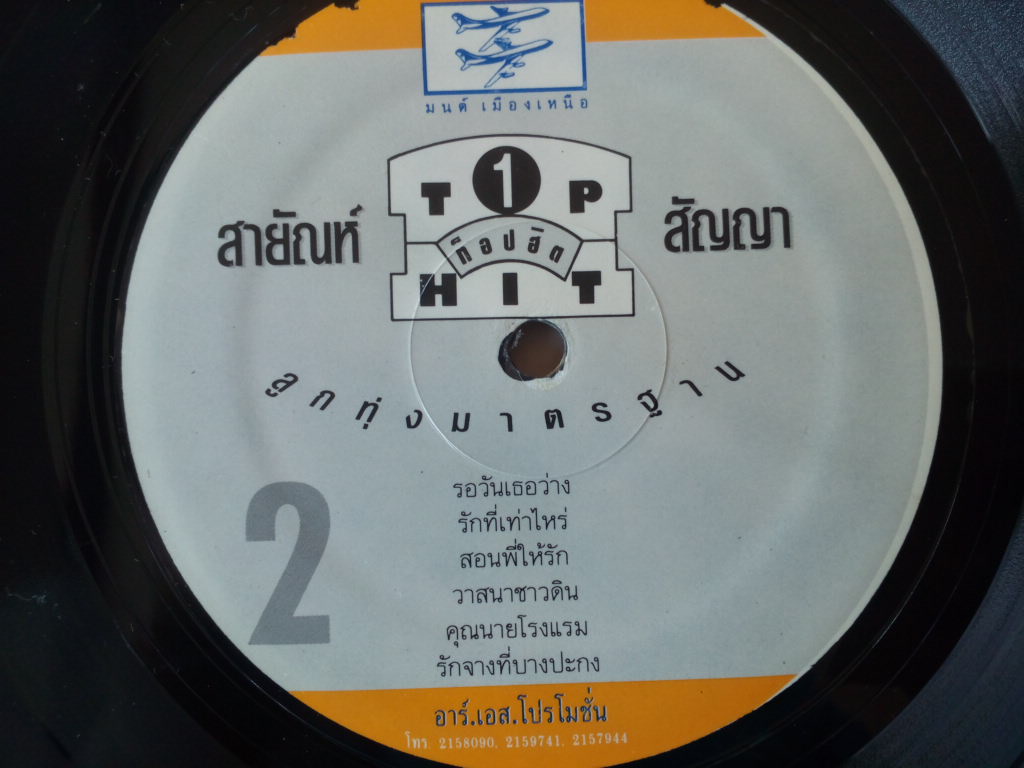 มนต์ เมืองเหนือ
TOP 1
สายัณห์
สัญญา
ท็อปฮิต
HIT
ลูกทุ่งมาตรฐาน
2
รอวันเธอว่าง
รักที่เท่าไหร่
สอนพี่ให้รัก
วาสนาชาวดิน
คุณนายโรงแรม
รักจางที่บางปะกง
อาร์.เอส.โปรโมชั่น
โทร. 2158090, 2159741, 2157944